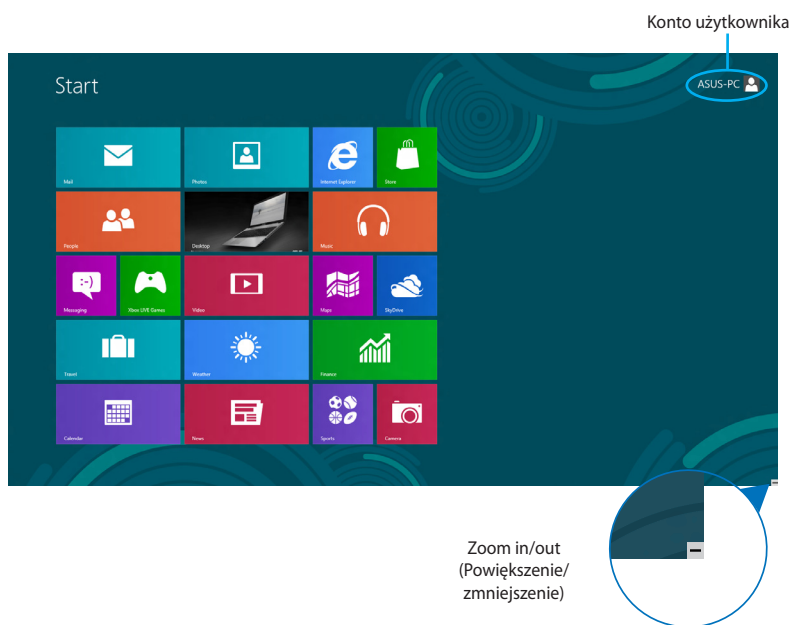 Konto użytkownika
Start
ASUS-PC
Mail
Photos
Internet Explorer
Store
People
Desktop
Music
Messaging
Xbox LIVE Games
Video
Maps
SkyDrive
Travel
Weather
Finance
Calendar
News
Sports
Camera
Zoom in/out
(Powiększenie/
zmniejszenie)